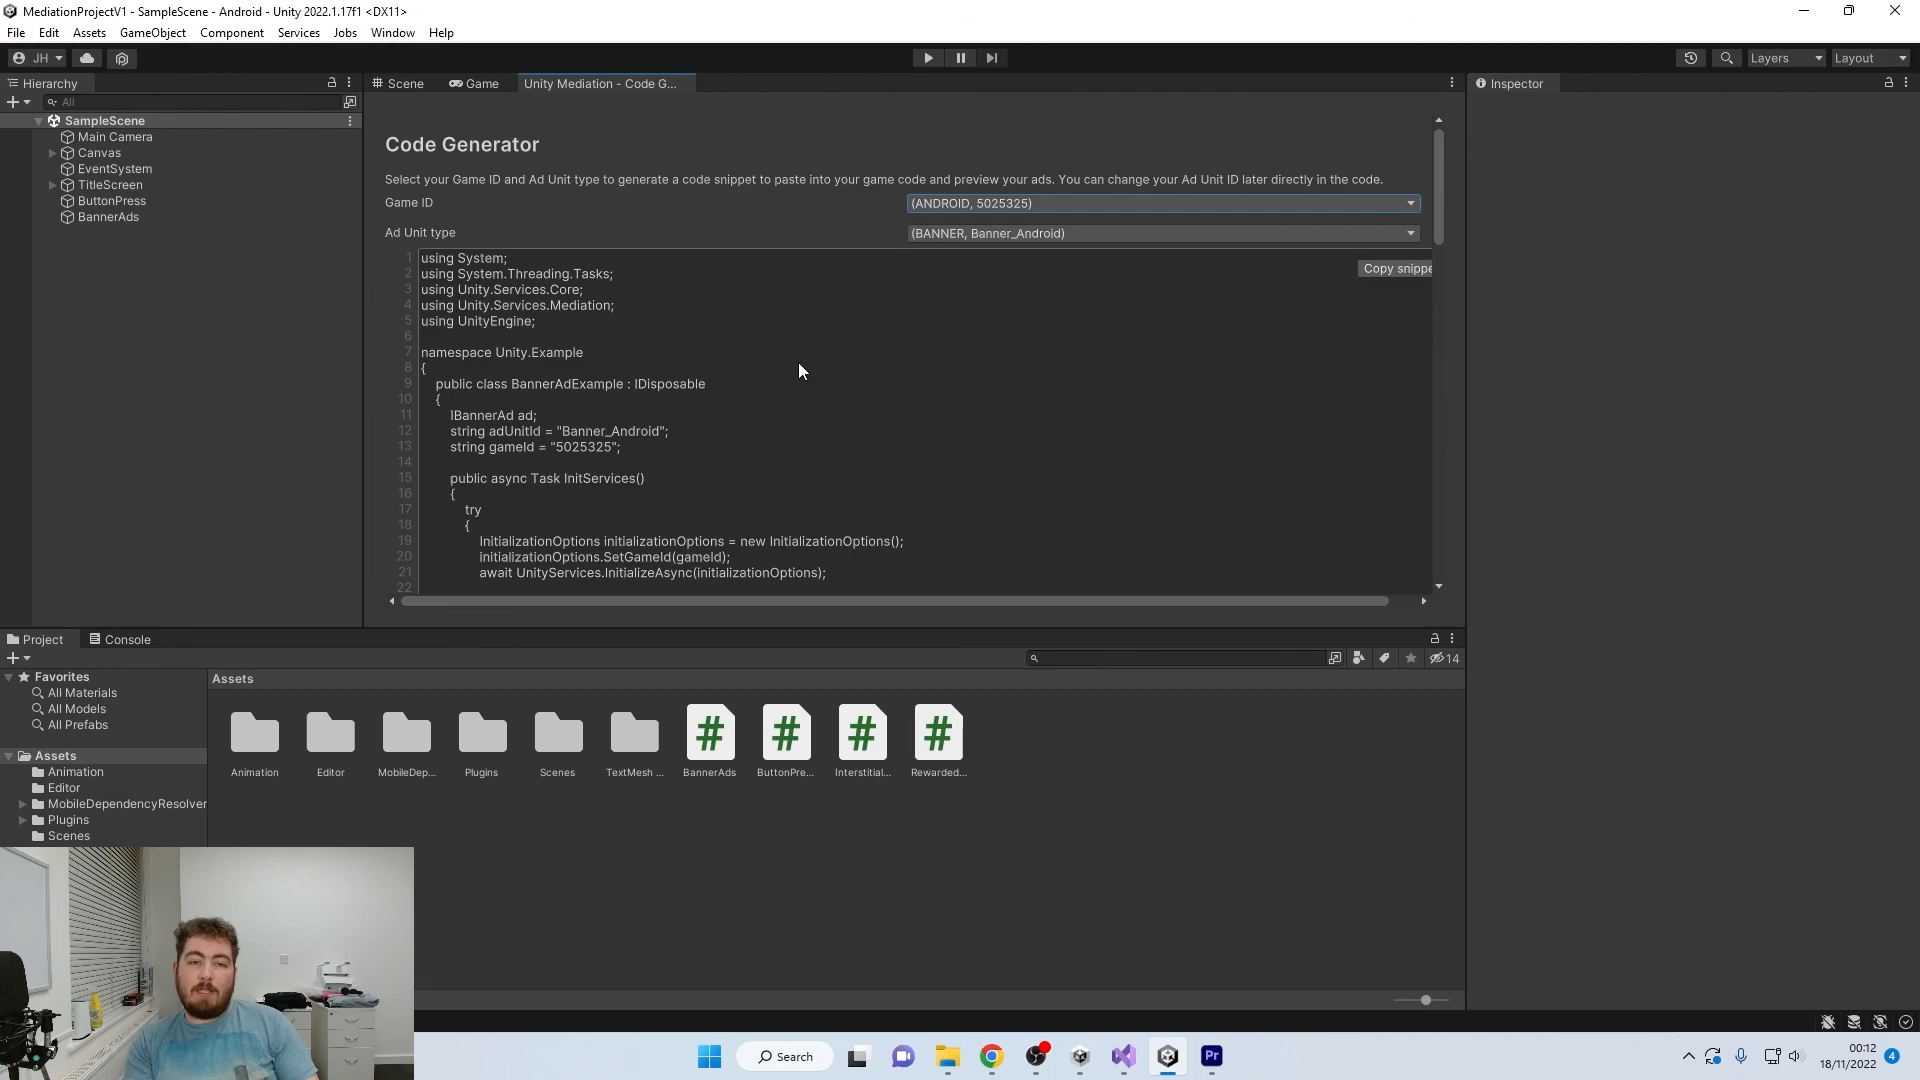 MediationProjectV1 - SampleScene - Android - Unity 2022.1.17f1 <DX11>
File Edit Assets GameObject Component Services Jobs Window Help
JH
Layers
Layout
Hierarchy
All
SampleScene
Main Camera
Canvas
EventSystem
TitleScreen
ButtonPress
BannerAds
Scene
Game
Unity Mediation - Code G...
Inspector
Code Generator
Select your Game ID and Ad Unit type to generate a code snippet to paste into your game code and preview your ads. You can change your Ad Unit ID later directly in the code.
Game ID
(ANDROID, 5025325)
Ad Unit type
(BANNER, Banner_Android)
Copy snippe
1 using System;
2 using System.Threading.Tasks;
3 using Unity.Services.Core;
4 using Unity.Services.Mediation;
5 using UnityEngine;
6
7 namespace Unity.Example
8 {
9 public class BannerAdExample : IDisposable
10 {
11 IBannerAd ad;
12 string adUnitId = "Banner_Android";
13 string gameId = "5025325";
14
15 public async Task InitServices()
16 {
17 try
18 {
19 InitializationOptions initializationOptions = new InitializationOptions();
20 initializationOptions.SetGameId(gameId);
21 await UnityServices.InitializeAsync(initializationOptions);
22
Project
Console
14
Favorites
All Materials
All Models
All Prefabs
Assets
Animation
Editor
MobileDependencyResolver
Plugins
Scenes
Assets
Animation
Editor
MobileDep...
Plugins
Scenes
TextMesh ...
BannerAds
ButtonPre...
Interstitial...
Rewarded...
Search
Pr
00:12
18/11/2022
4